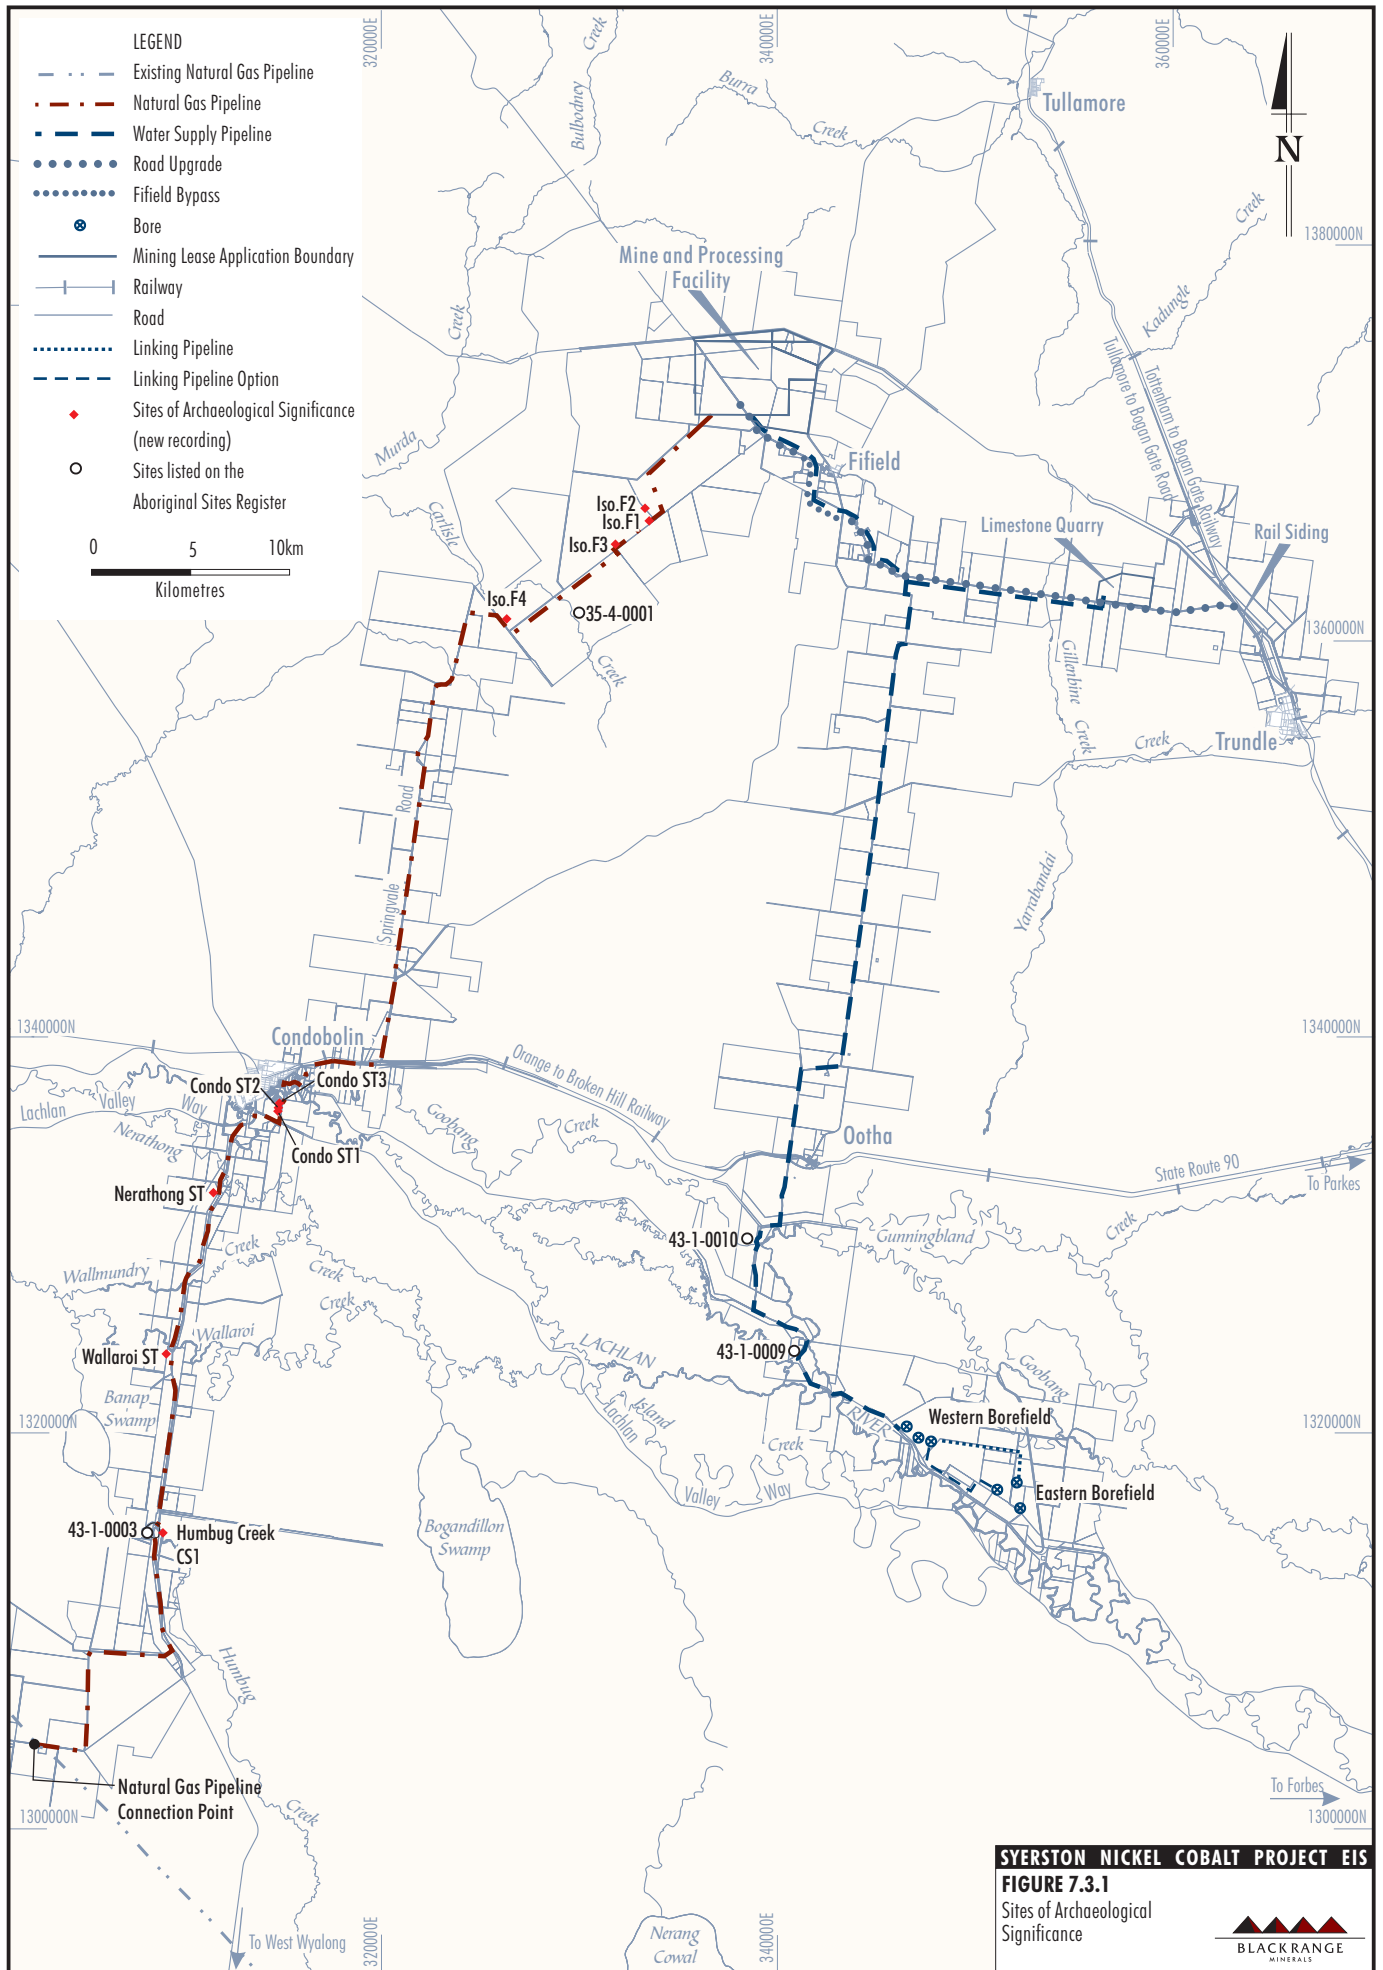 LEGEND
Existing Natural Gas Pipeline
Natural Gas Pipeline
Water Supply Pipeline
Road Upgrade
Fifield Bypass
Bore
Mining Lease Application Boundary
Railway
Road
Linking Pipeline
Linking Pipeline Option
Sites of Archaeological Significance
(new recording)
Sites listed on the
Aboriginal Sites Register
0 5 10km
Kilometres
320000E
340000E
360000E
N
Bulbodney
Creek
Burra
Creek
Tullamore
Creek
Kadungle
1380000N
Mine and Processing
Facility
Creek
Murda
Carlisle
Tullamore to Bogan Gate Road
Tottenham to Bogan Gate Railway
Fifield
Iso.F2
Iso.F1
Iso.F3
Limestone Quarry
Rail Siding
Iso.F4
35-4-0001
Creek
1360000N
Gillenbine
Creek
Creek
Trundle
Road
Springvale
Yarrabandai
1340000N
1340000N
Condobolin
Orange to Broken Hill Railway
Condo ST2
Condo ST3
Lachlan
Valley
Way
Nerathong
Goobang
Creek
Condo ST1
Ootha
State Route 90
To Parkes
Nerathong ST
Creek
43-1-0010
Gunningbland
Creek
Wallmundry
Creek
Creek
Wallaroi
Wallaroi ST
LACHLAN
43-1-0009
Goobang
Banap
Swamp
Island
Lachlan
RIVER
Western Borefield
1320000N
1320000N
Creek
Valley
Way
Eastern Borefield
43-1-0003
Humbug Creek
CS1
Bogandillon
Swamp
Humbug
Natural Gas Pipeline
Connection Point
Creek
To Forbes
1300000N
1300000N
To West Wyalong
320000E
340000E
Nerang
Cowal
SYERSTON NICKEL COBALT PROJECT EIS
FIGURE 7.3.1
Sites of Archaeological
Significance
BLACK RANGE
MINERALS